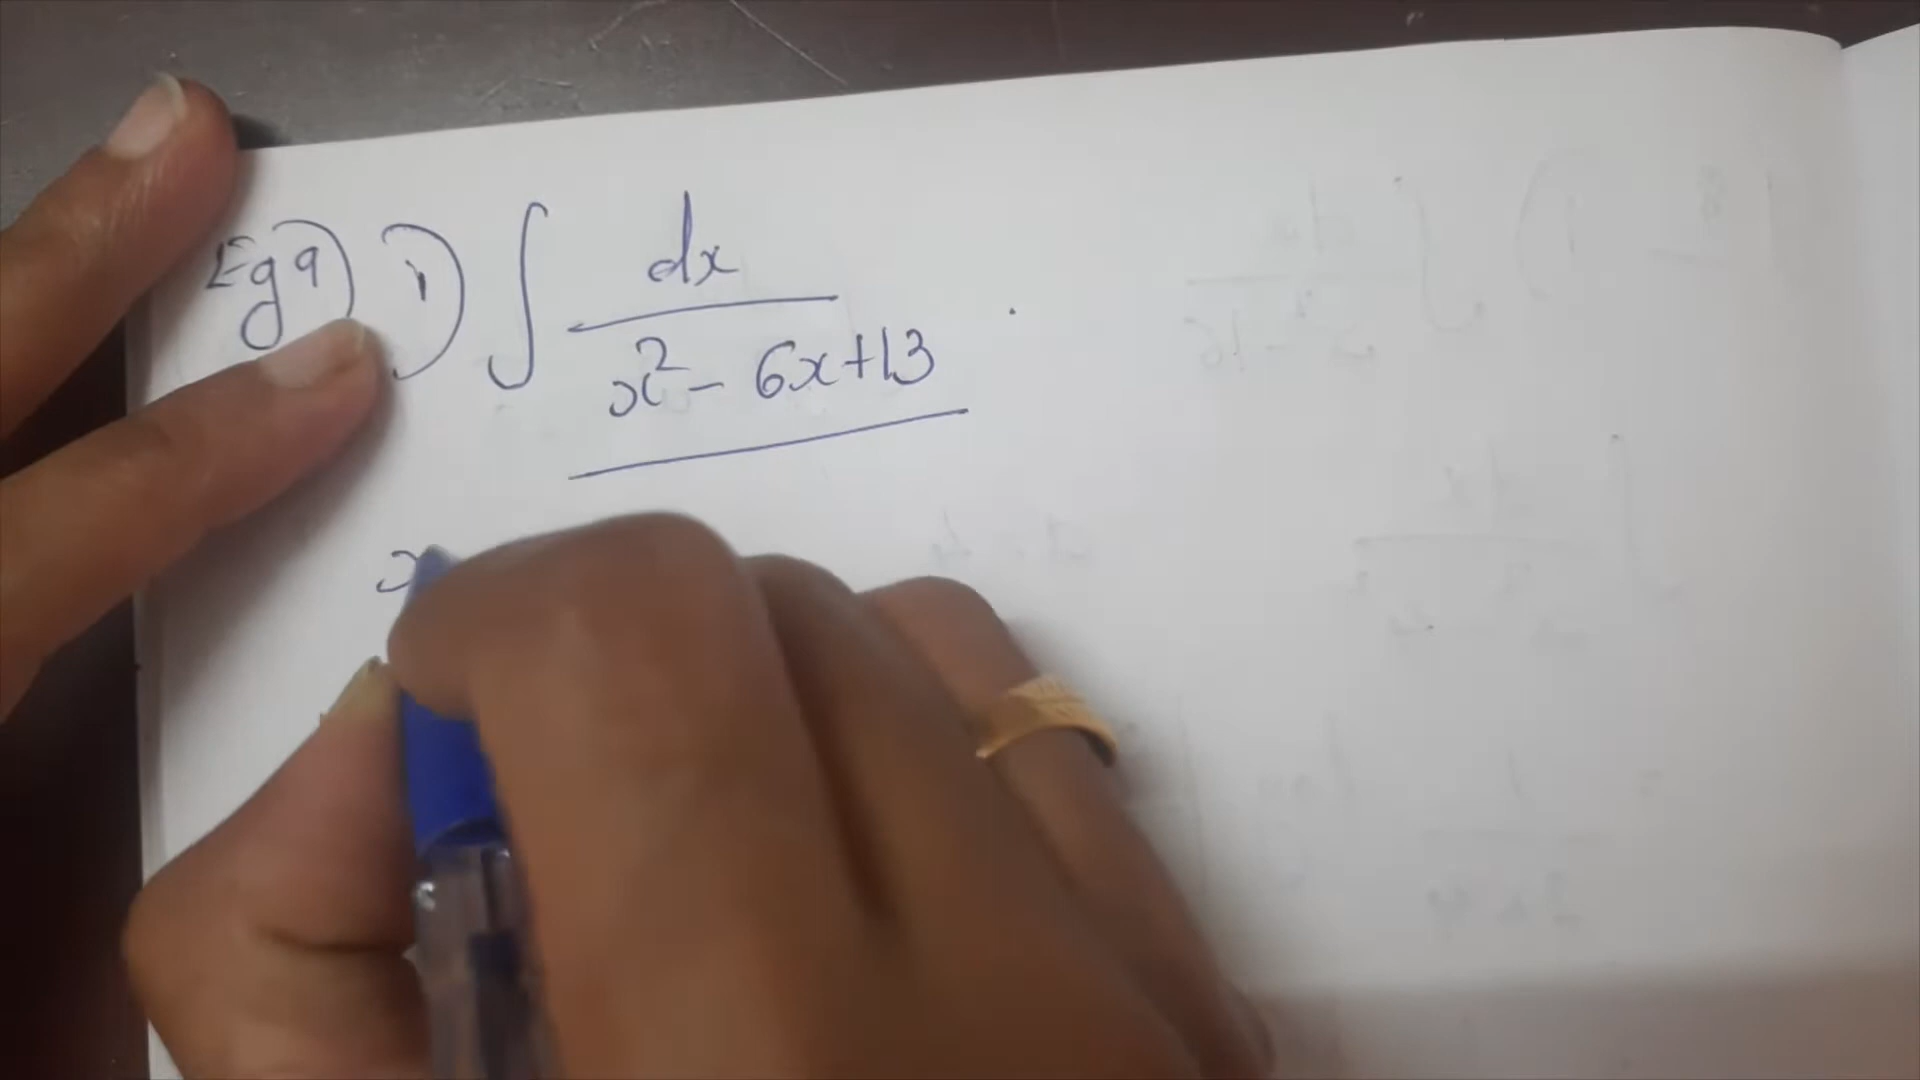 Eg 9) i) ∫ dx
x² - 6x + 13
x